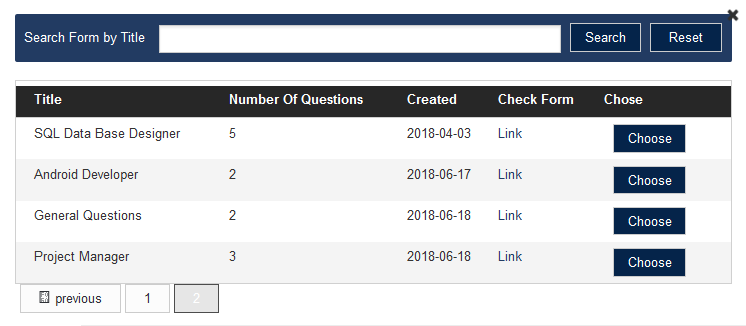 Search Form by Title Search Reset
Title Number Of Questions Created Check Form Chose
SQL Data Base Designer 5 2018-04-03 Link Choose
Android Developer 2 2018-06-17 Link Choose
General Questions 2 2018-06-18 Link Choose
Project Manager 3 2018-06-18 Link Choose
previous 1 2